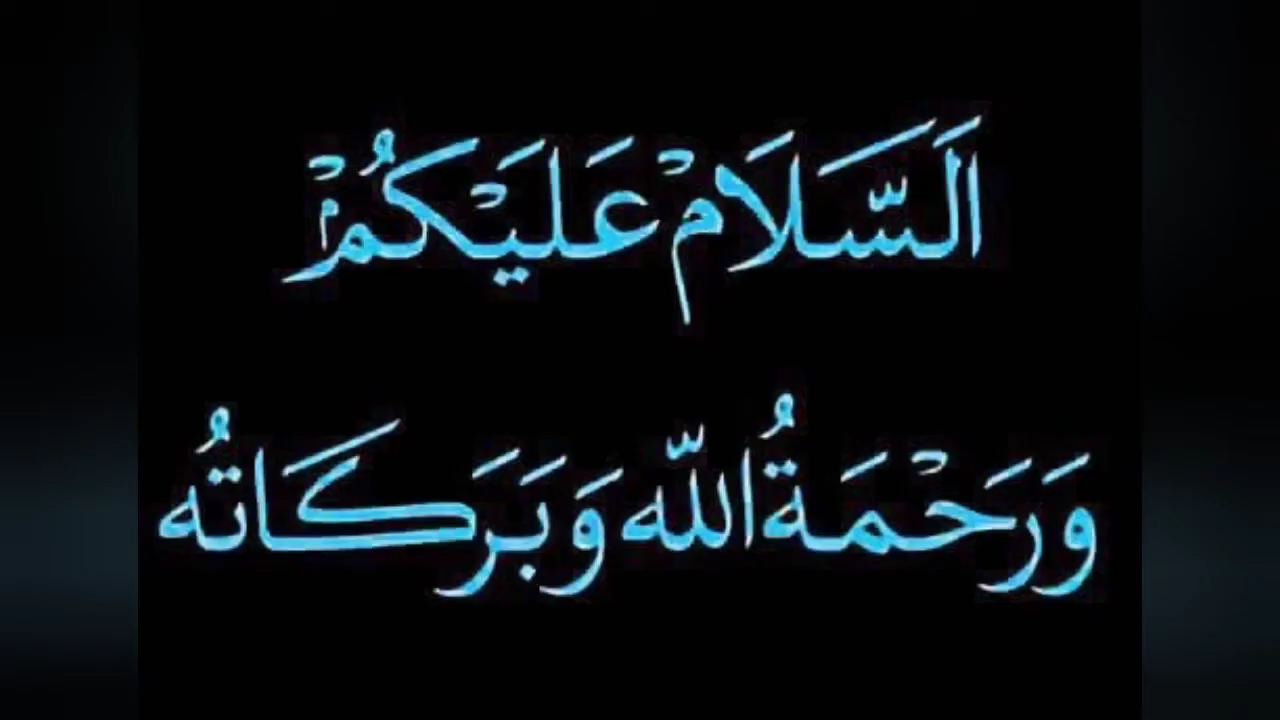 اَلسَّلَامْ عَلَيْكُمْ
وَرَحْمَةُ اللّه وَبَرَكَاتُه